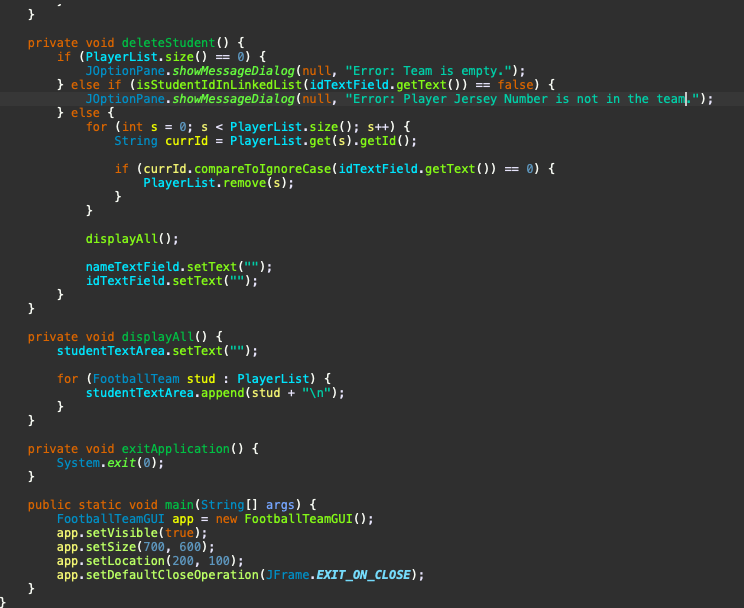 }
private void deleteStudent() {
if (PlayerList.size() == 0) {
JOptionPane.showMessageDialog(null, "Error: Team is empty.");
} else if (isStudentIdInLinkedList(idTextField.getText()) == false) {
JOptionPane.showMessageDialog(null, "Error: Player Jersey Number is not in the team.");
} else {
for (int s = 0; s < PlayerList.size(); s++) {
String currId = PlayerList.get(s).getId();
if (currId.compareToIgnoreCase(idTextField.getText()) == 0) {
PlayerList.remove(s);
}
}
displayAll();
nameTextField.setText("");
idTextField.setText("");
}
}
private void displayAll() {
studentTextArea.setText("");
for (FootballTeam stud : PlayerList) {
studentTextArea.append(stud + "\n");
}
}
private void exitApplication() {
System.exit(0);
}
public static void main(String[] args) {
FootballTeamGUI app = new FootballTeamGUI();
app.setVisible(true);
app.setSize(700, 600);
app.setLocation(200, 100);
app.setDefaultCloseOperation(JFrame.EXIT_ON_CLOSE);
}
}